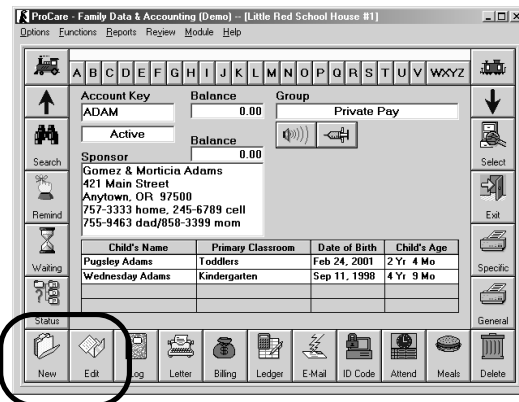 ProCare - Family Data & Accounting (Demo) -- [Little Red School House #1]
Options Functions Reports Review Module Help
A B C D E F G H I J K L M N O P Q R S T U V WXYZ
Account Key Balance Group
ADAM 0.00 Private Pay
Active Balance
Search Select
Sponsor 0.00
Gomez & Morticia Adams
421 Main Street
Anytown, OR 97500
757-3333 home, 245-6789 cell
755-9463 dad/858-3399 mom
Remind Exit
Child's Name Primary Classroom Date of Birth Child's Age
Pugsley Adams Toddlers Feb 24, 2001 2 Yr 4 Mo
Wednesday Adams Kindergarten Sep 11, 1998 4 Yr 9 Mo
Waiting Specific
Status General
New Edit Log Letter Billing Ledger E-Mail ID Code Attend Meals Delete